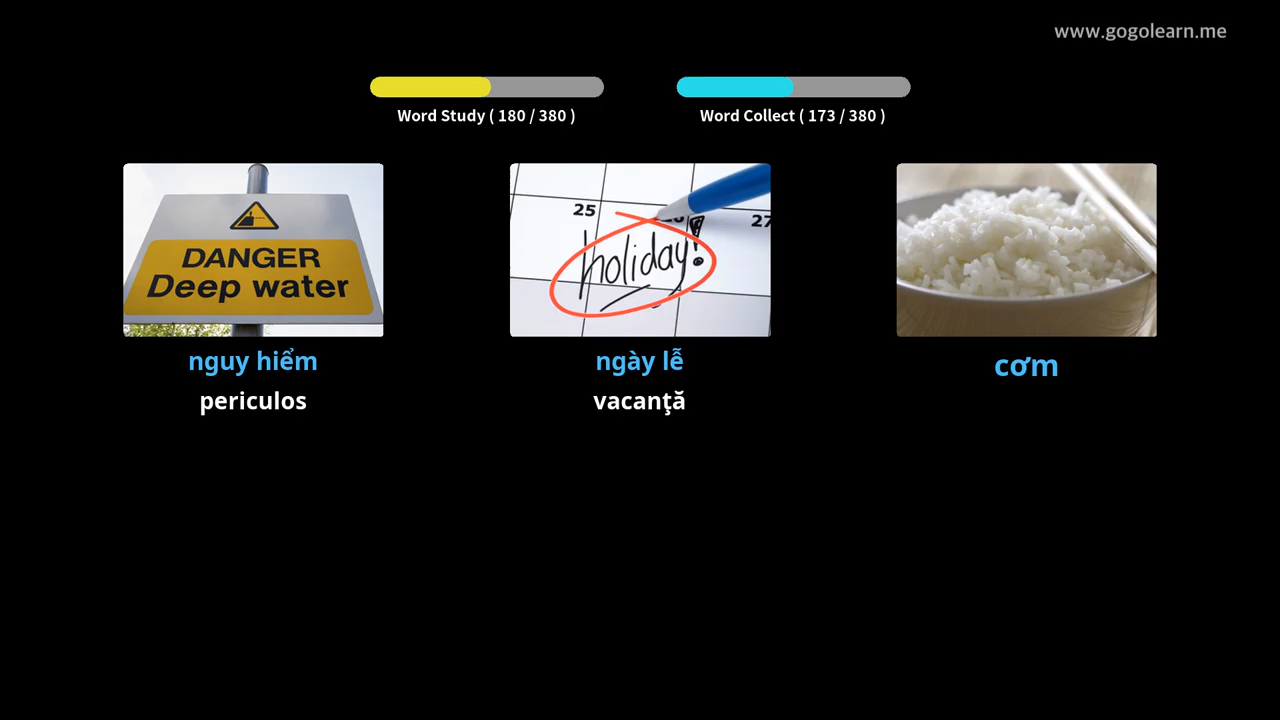 www.gogolearn.me
Word Study ( 180 / 380 )
Word Collect ( 173 / 380 )
DANGER
Deep water
25
27
holiday!
nguy hiểm
periculos
ngày lễ
vacanţă
cơm